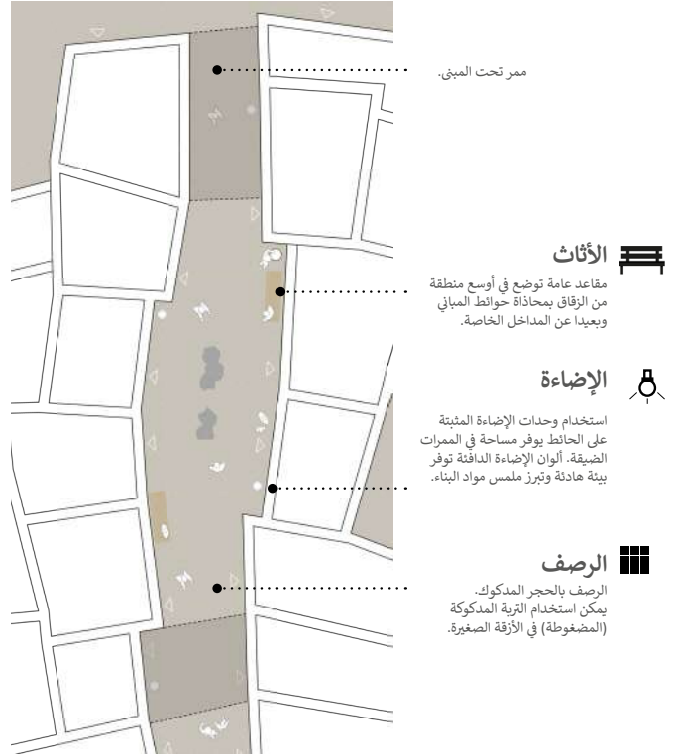 ممر تحت المبنى.
الأثاث
مقاعد عامة توضع في أوسع منطقة
من الزقاق بمحاذاة حوائط المباني
وبعيدا عن المداخل الخاصة.
الإضاءة
استخدام وحدات الإضاءة المثبتة
على الحائط يوفر مساحة في الممرات
الضيقة. ألوان الإضاءة الدافئة توفر
بيئة هادئة وتبرز ملمس مواد البناء.
الرصف
الرصف بالحجر المدكوك.
يمكن استخدام التربة المدكوكة
(المضغوطة) في الأزقة الصغيرة.